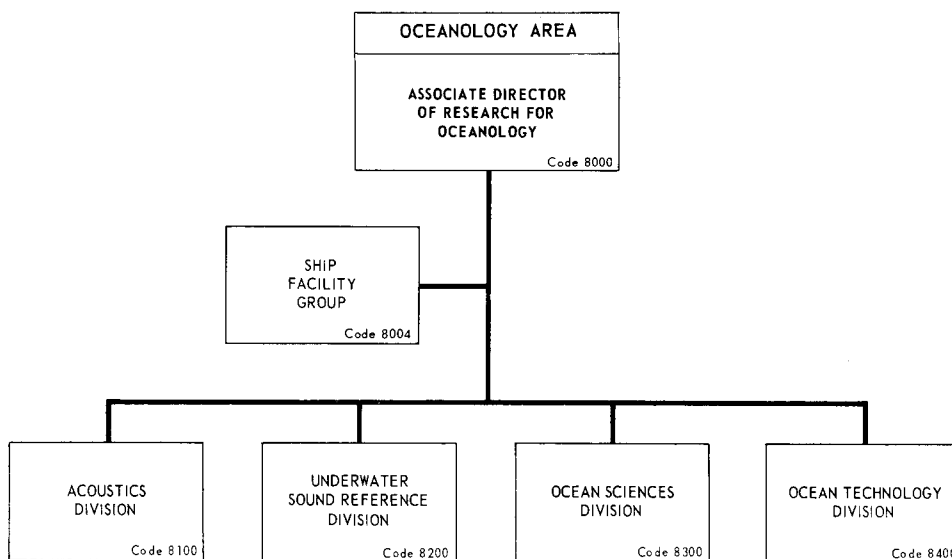 OCEANOLOGY AREA
ASSOCIATE DIRECTOR
OF RESEARCH FOR
OCEANOLOGY
Code 8000
SHIP
FACILITY
GROUP
Code 8004
ACOUSTICS
DIVISION
Code 8100
UNDERWATER
SOUND REFERENCE
DIVISION
Code 8200
OCEAN SCIENCES
DIVISION
Code 8300
OCEAN TECHNOLOGY
DIVISION
Code 8400